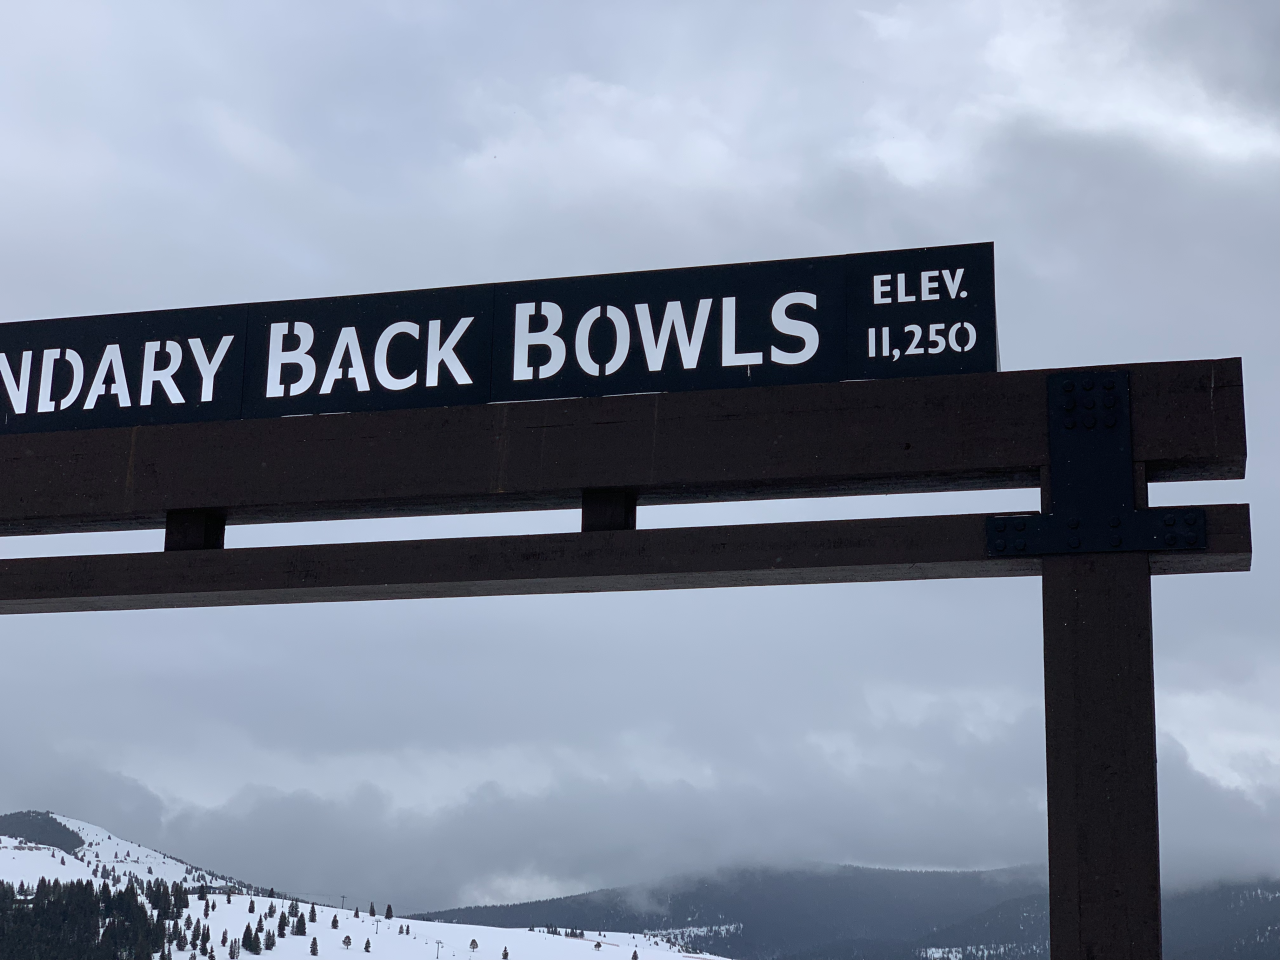 NDARY BACK BOWLS
ELEV.
11,250